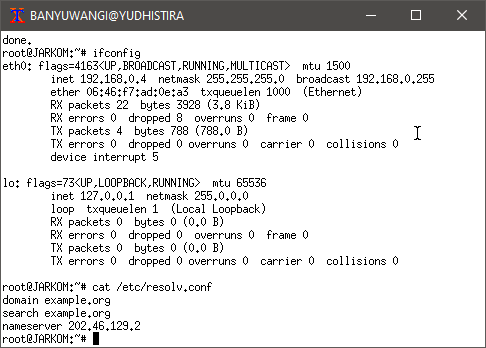 BANYUWANGI@YUDHISTIRA
done.
root@JARKOM:~# ifconfig
eth0: flags=4163<UP,BROADCAST,RUNNING,MULTICAST>  mtu 1500
        inet 192.168.0.4  netmask 255.255.255.0  broadcast 192.168.0.255
        ether 06:46:f7:ad:0e:a3  txqueuelen 1000  (Ethernet)
        RX packets 22  bytes 3928 (3.8 KiB)
        RX errors 0  dropped 8  overruns 0  frame 0
        TX packets 4  bytes 788 (788.0 B)
        TX errors 0  dropped 0 overruns 0  carrier 0  collisions 0
        device interrupt 5
lo: flags=73<UP,LOOPBACK,RUNNING>  mtu 65536
        inet 127.0.0.1  netmask 255.0.0.0
        loop  txqueuelen 1  (Local Loopback)
        RX packets 0  bytes 0 (0.0 B)
        RX errors 0  dropped 0  overruns 0  frame 0
        TX packets 0  bytes 0 (0.0 B)
        TX errors 0  dropped 0 overruns 0  carrier 0  collisions 0
root@JARKOM:~# cat /etc/resolv.conf
domain example.org
search example.org
nameserver 202.46.129.2
root@JARKOM:~#